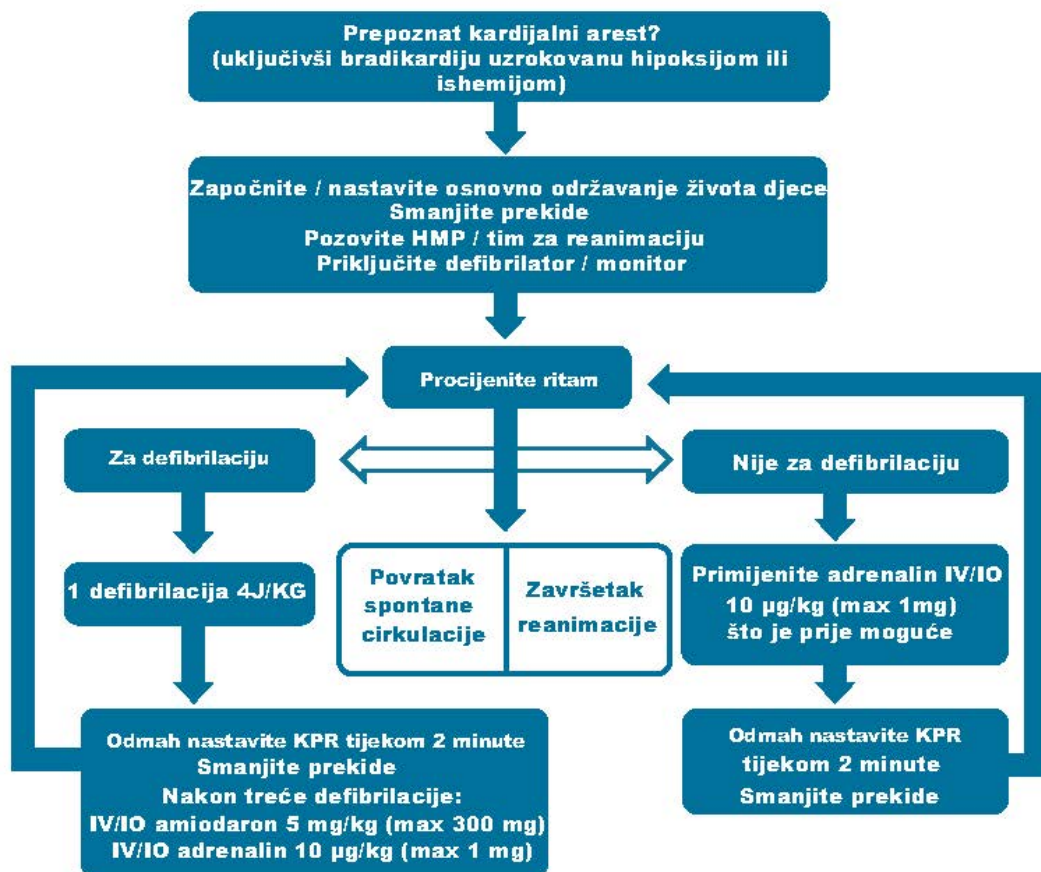 Prepoznat kardijalni arest?
(uključivši bradikardiju uzrokovanu hipoksijom ili
ishemijom)
Započnite / nastavite osnovno održavanje života djece
Smanjite prekide
Pozovite HMP / tim za reanimaciju
Priključite defibrilator / monitor
Procijenite ritam
Za defibrilaciju
Nije za defibrilaciju
1 defibrilacija 4J/KG
Povratak
spontane
cirkulacije
Završetak
reanimacije
Primijenite adrenalin IV/IO
10 µg/kg (max 1mg)
što je prije moguće
Odmah nastavite KPR tijekom 2 minute
Smanjite prekide
Nakon treće defibrilacije:
IV/IO amiodaron 5 mg/kg (max 300 mg)
IV/IO adrenalin 10 µg/kg (max 1 mg)
Odmah nastavite KPR
tijekom 2 minute
Smanjite prekide